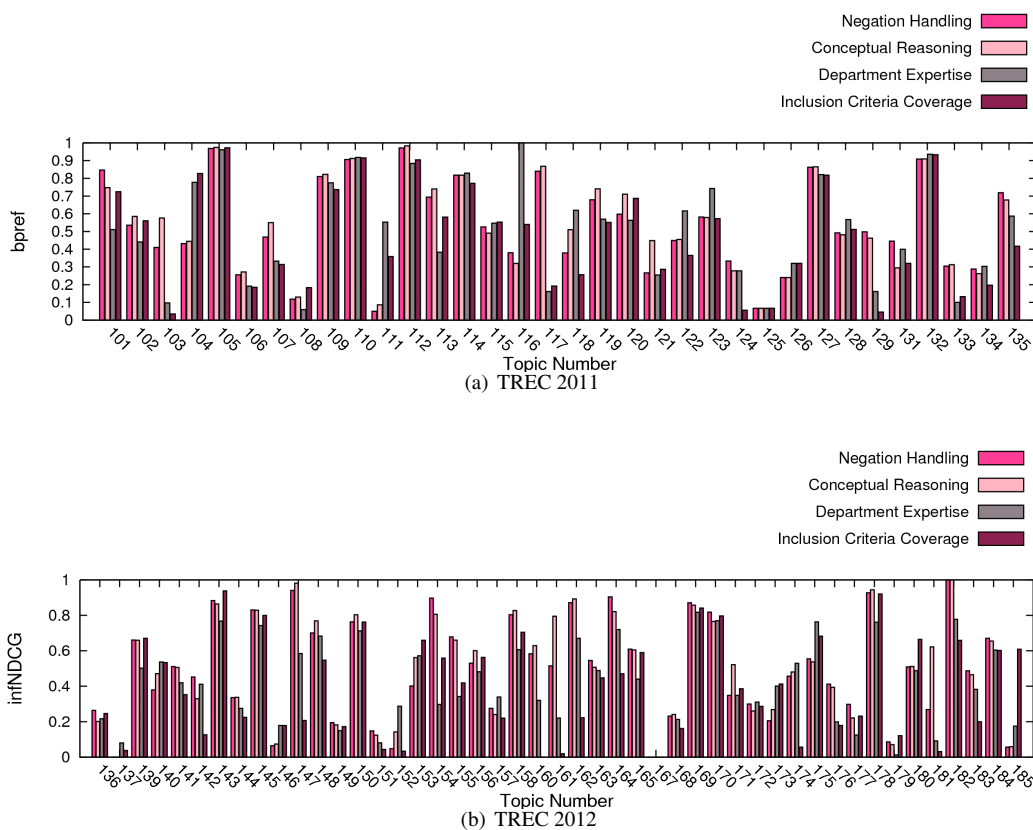 Negation Handling
Conceptual Reasoning
Department Expertise
Inclusion Criteria Coverage
1
0.9
0.8
0.7
0.6
0.5
0.4
0.3
0.2
0.1
0
bpref
101 102 103 104 105 106 107 108 109 110 111 112 113 114 115 116 117 118 119 120 121 122 123 124 125 126 127 128 129 131 132 133 134 135
Topic Number
(a) TREC 2011
Negation Handling
Conceptual Reasoning
Department Expertise
Inclusion Criteria Coverage
1
0.8
0.6
0.4
0.2
0
infNDCG
136 137 139 140 141 142 143 144 145 146 147 148 149 150 151 152 153 154 155 156 157 158 160 161 162 163 164 165 167 168 169 170 171 172 173 174 175 176 177 178 179 180 181 182 183 184 185
Topic Number
(b) TREC 2012